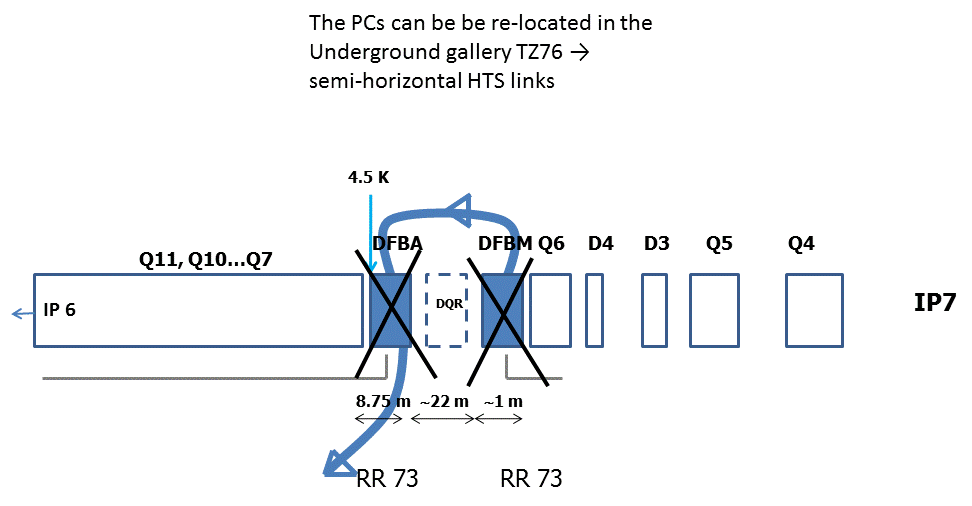 The PCs can be be re-located in the
Underground gallery TZ76 →
semi-horizontal HTS links
4.5 K
DFBA
DFBM Q6
D4
D3
Q5
Q4
Q11, Q10...Q7
IP 6
DQR
IP7
8.75 m
~22 m
~1 m
RR 73
RR 73